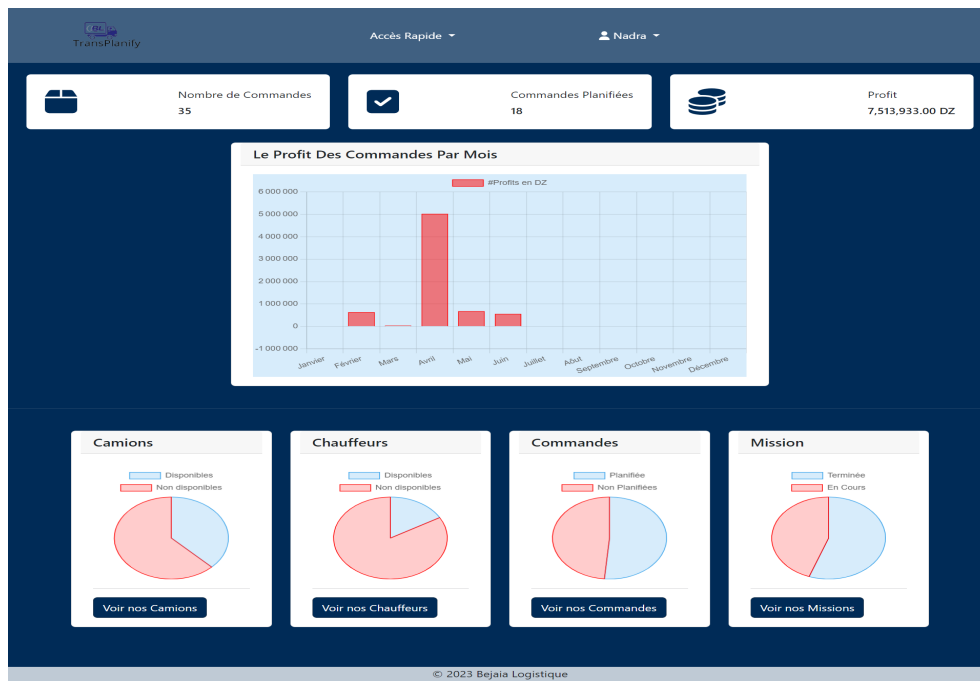 TransPlanify
Accès Rapide
Nadra
Nombre de Commandes
35
Commandes Planifiées
18
Profit
7,513,933.00 DZ
Le Profit Des Commandes Par Mois
#Profits en DZ
6 000 000
5 000 000
4 000 000
3 000 000
2 000 000
1 000 000
0
-1 000 000
Janvier
Février
Mars
Avril
Mai
Juin
Juillet
Aôut
Septembre
Octobre
Novembre
Décembre
Camions
Disponibles
Non disponibles
Voir nos Camions
Chauffeurs
Disponibles
Non disponibles
Voir nos Chauffeurs
Commandes
Planifiée
Non Planifiées
Voir nos Commandes
Mission
Terminée
En Cours
Voir nos Missions
© 2023 Bejaia Logistique